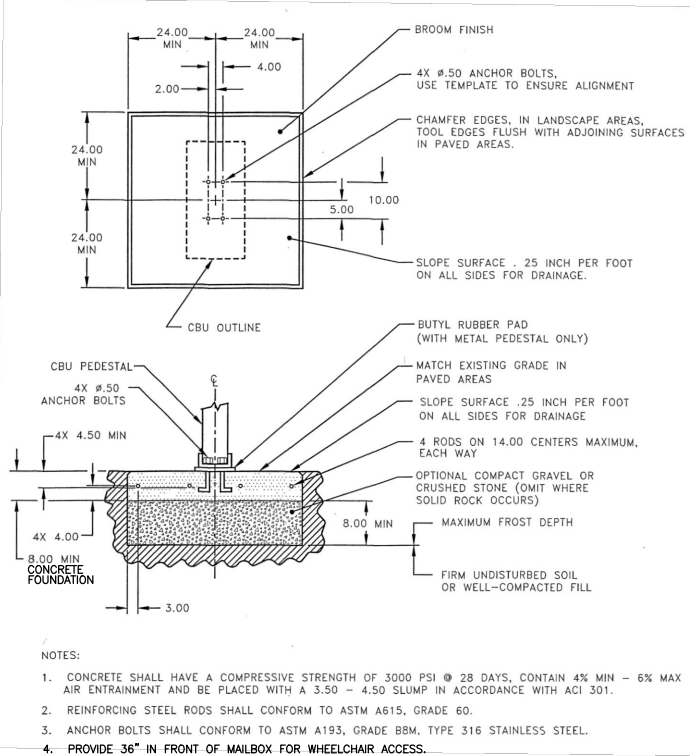 24.00
MIN
24.00
MIN
4.00
2.00
BROOM FINISH
4X Ø.50 ANCHOR BOLTS,
USE TEMPLATE TO ENSURE ALIGNMENT
CHAMFER EDGES, IN LANDSCAPE AREAS,
TOOL EDGES FLUSH WITH ADJOINING SURFACES
IN PAVED AREAS.
24.00
MIN
24.00
MIN
5.00
10.00
SLOPE SURFACE . 25 INCH PER FOOT
ON ALL SIDES FOR DRAINAGE.
CBU OUTLINE
BUTYL RUBBER PAD
(WITH METAL PEDESTAL ONLY)
CBU PEDESTAL
4X Ø.50
ANCHOR BOLTS
℄
MATCH EXISTING GRADE IN
PAVED AREAS
SLOPE SURFACE .25 INCH PER FOOT
ON ALL SIDES FOR DRAINAGE
4X 4.50 MIN
4 RODS ON 14.00 CENTERS MAXIMUM,
EACH WAY
OPTIONAL COMPACT GRAVEL OR
CRUSHED STONE (OMIT WHERE
SOLID ROCK OCCURS)
8.00 MIN
MAXIMUM FROST DEPTH
4X 4.00
8.00 MIN
CONCRETE
FOUNDATION
FIRM UNDISTURBED SOIL
OR WELL-COMPACTED FILL
3.00
NOTES:
1. CONCRETE SHALL HAVE A COMPRESSIVE STRENGTH OF 3000 PSI @ 28 DAYS, CONTAIN 4% MIN - 6% MAX
AIR ENTRAINMENT AND BE PLACED WITH A 3.50 - 4.50 SLUMP IN ACCORDANCE WITH ACI 301.
2. REINFORCING STEEL RODS SHALL CONFORM TO ASTM A615, GRADE 60.
3. ANCHOR BOLTS SHALL CONFORM TO ASTM A193, GRADE B8M, TYPE 316 STAINLESS STEEL.
4. PROVIDE 36" IN FRONT OF MAILBOX FOR WHEELCHAIR ACCESS.